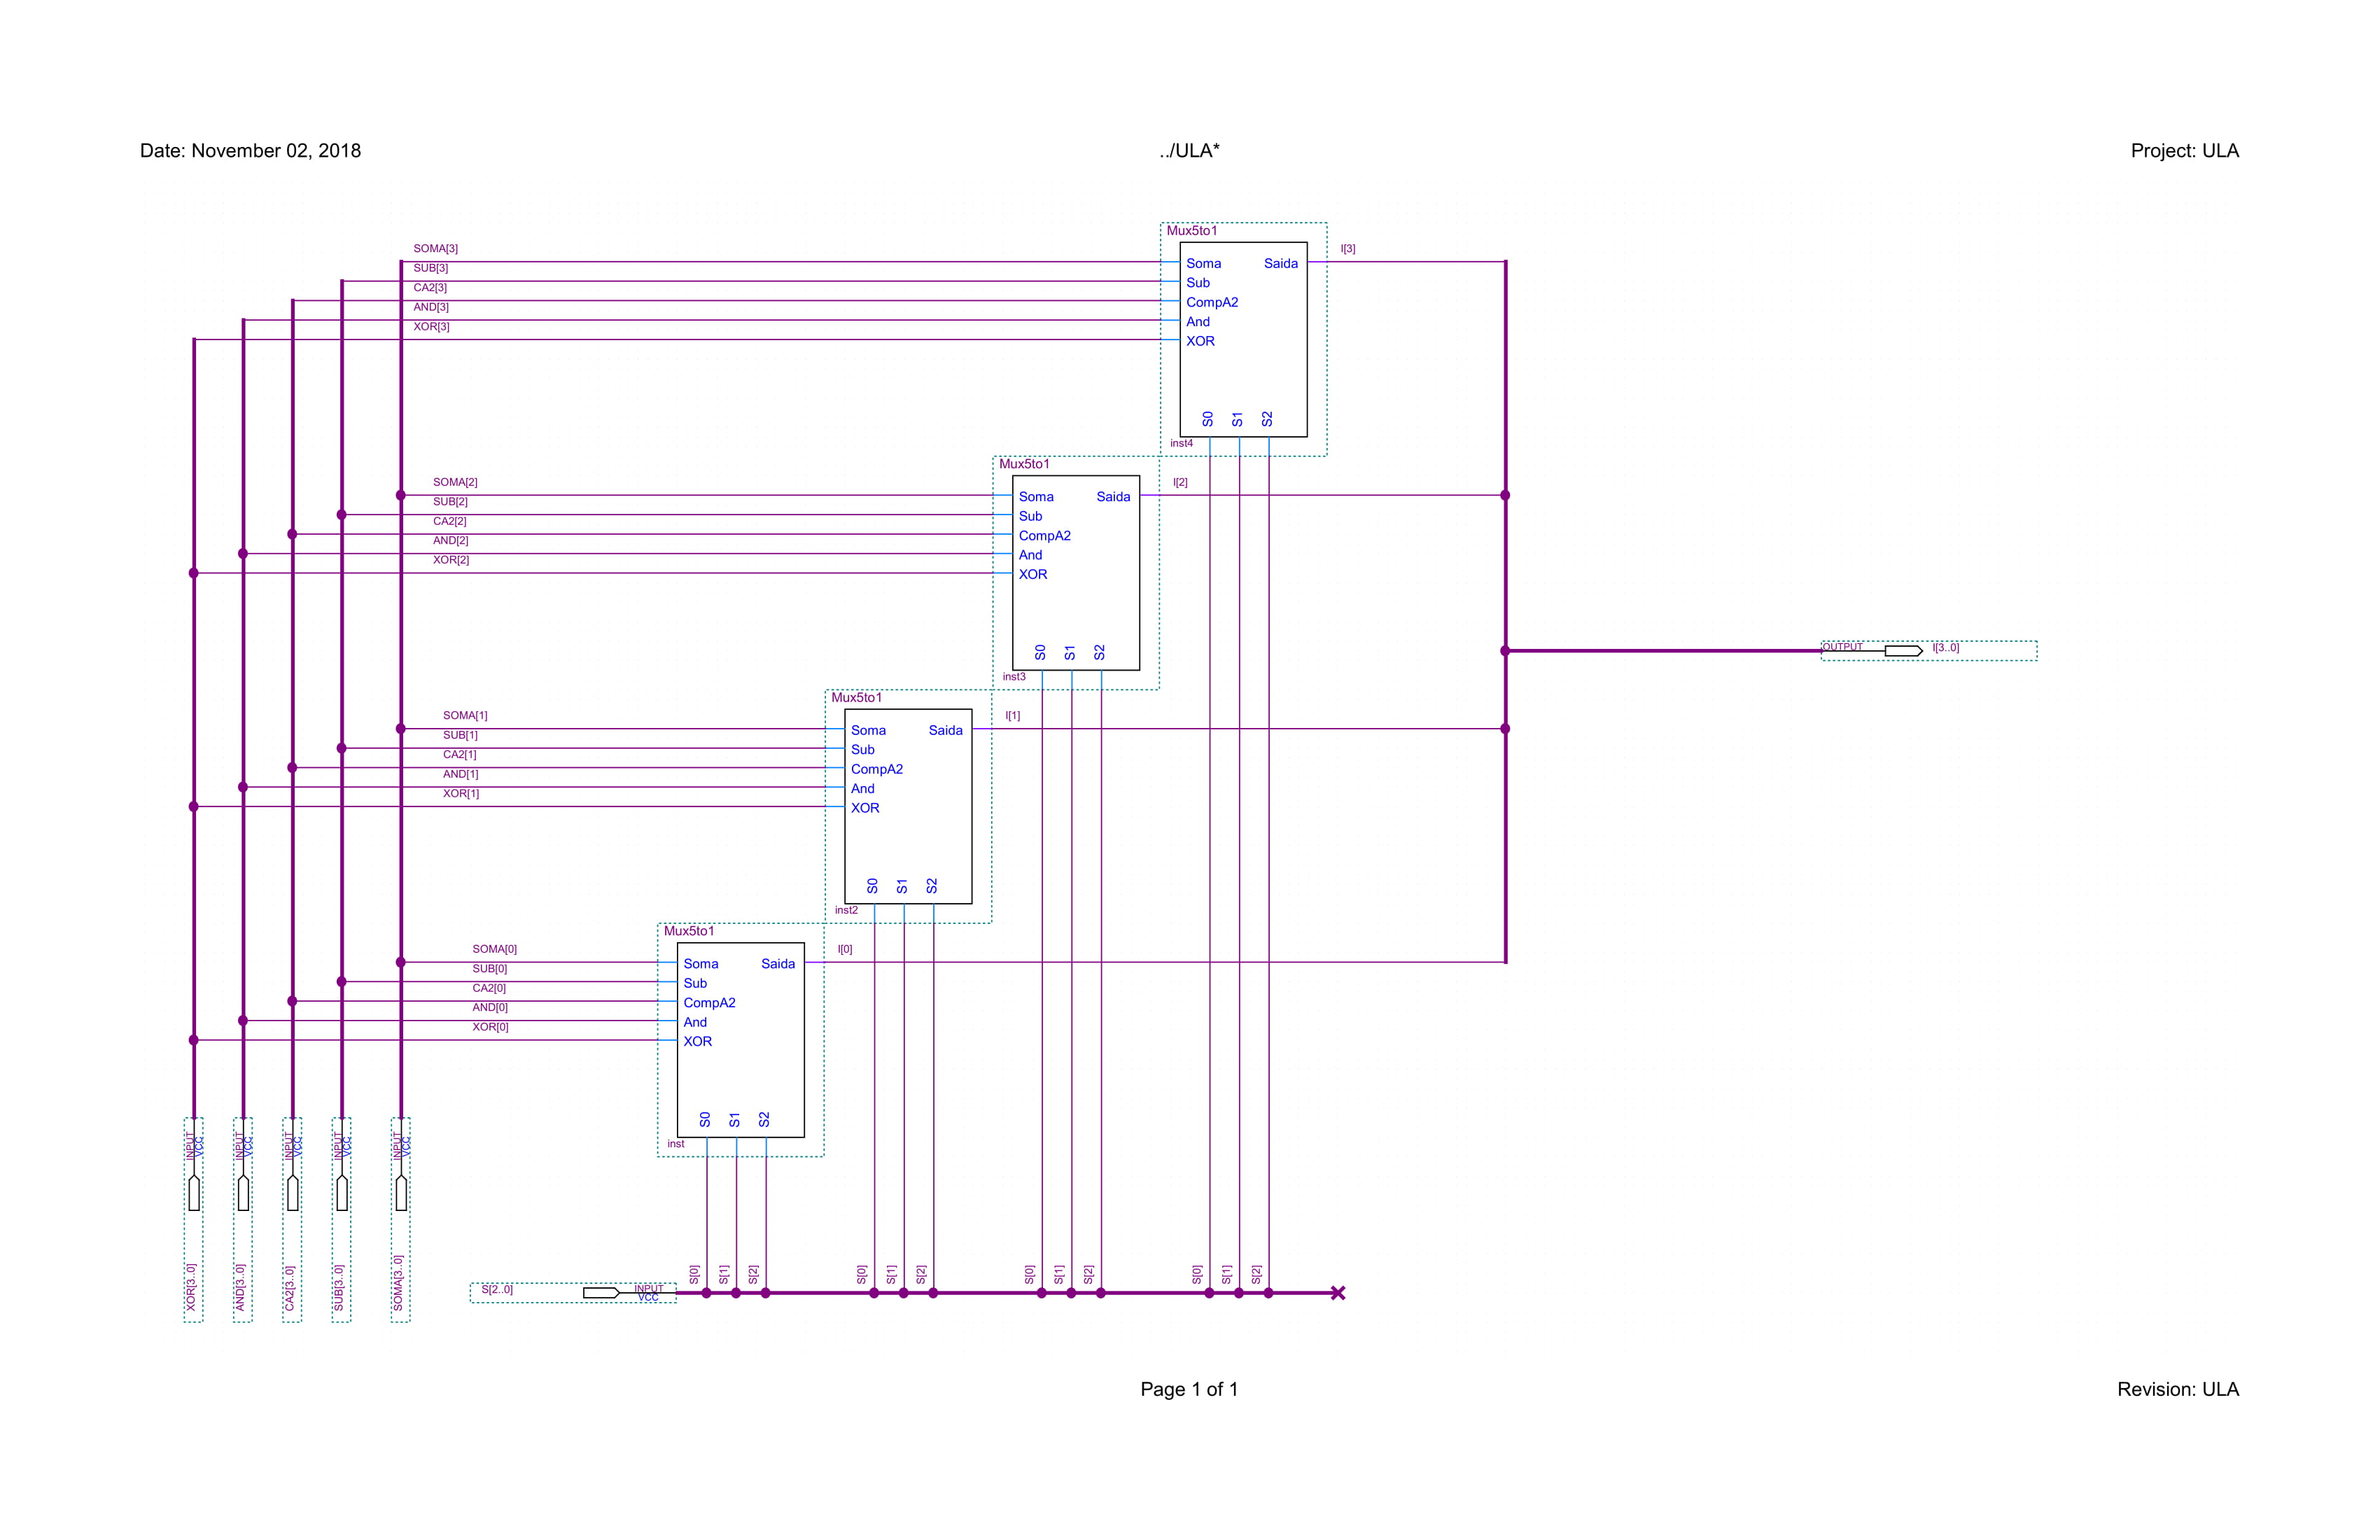 Date: November 02, 2018
../ULA*
Project: ULA
Mux5to1
SOMA[3]
SUB[3]
CA2[3]
AND[3]
XOR[3]
Soma
Saida
Sub
CompA2
And
XOR
S0
S1
S2
I[3]
inst4
Mux5to1
SOMA[2]
SUB[2]
CA2[2]
AND[2]
XOR[2]
Soma
Saida
Sub
CompA2
And
XOR
S0
S1
S2
I[2]
inst3
OUTPUT
I[3..0]
Mux5to1
SOMA[1]
SUB[1]
CA2[1]
AND[1]
XOR[1]
Soma
Saida
Sub
CompA2
And
XOR
S0
S1
S2
I[1]
inst2
Mux5to1
SOMA[0]
SUB[0]
CA2[0]
AND[0]
XOR[0]
Soma
Saida
Sub
CompA2
And
XOR
S0
S1
S2
I[0]
inst
INPUT
VCC
INPUT
VCC
INPUT
VCC
INPUT
VCC
INPUT
VCC
XOR[3..0]
AND[3..0]
CA2[3..0]
SUB[3..0]
SOMA[3..0]
S[2..0]
INPUT
VCC
S[0]
S[1]
S[2]
S[0]
S[1]
S[2]
S[0]
S[1]
S[2]
S[0]
S[1]
S[2]
Page 1 of 1
Revision: ULA